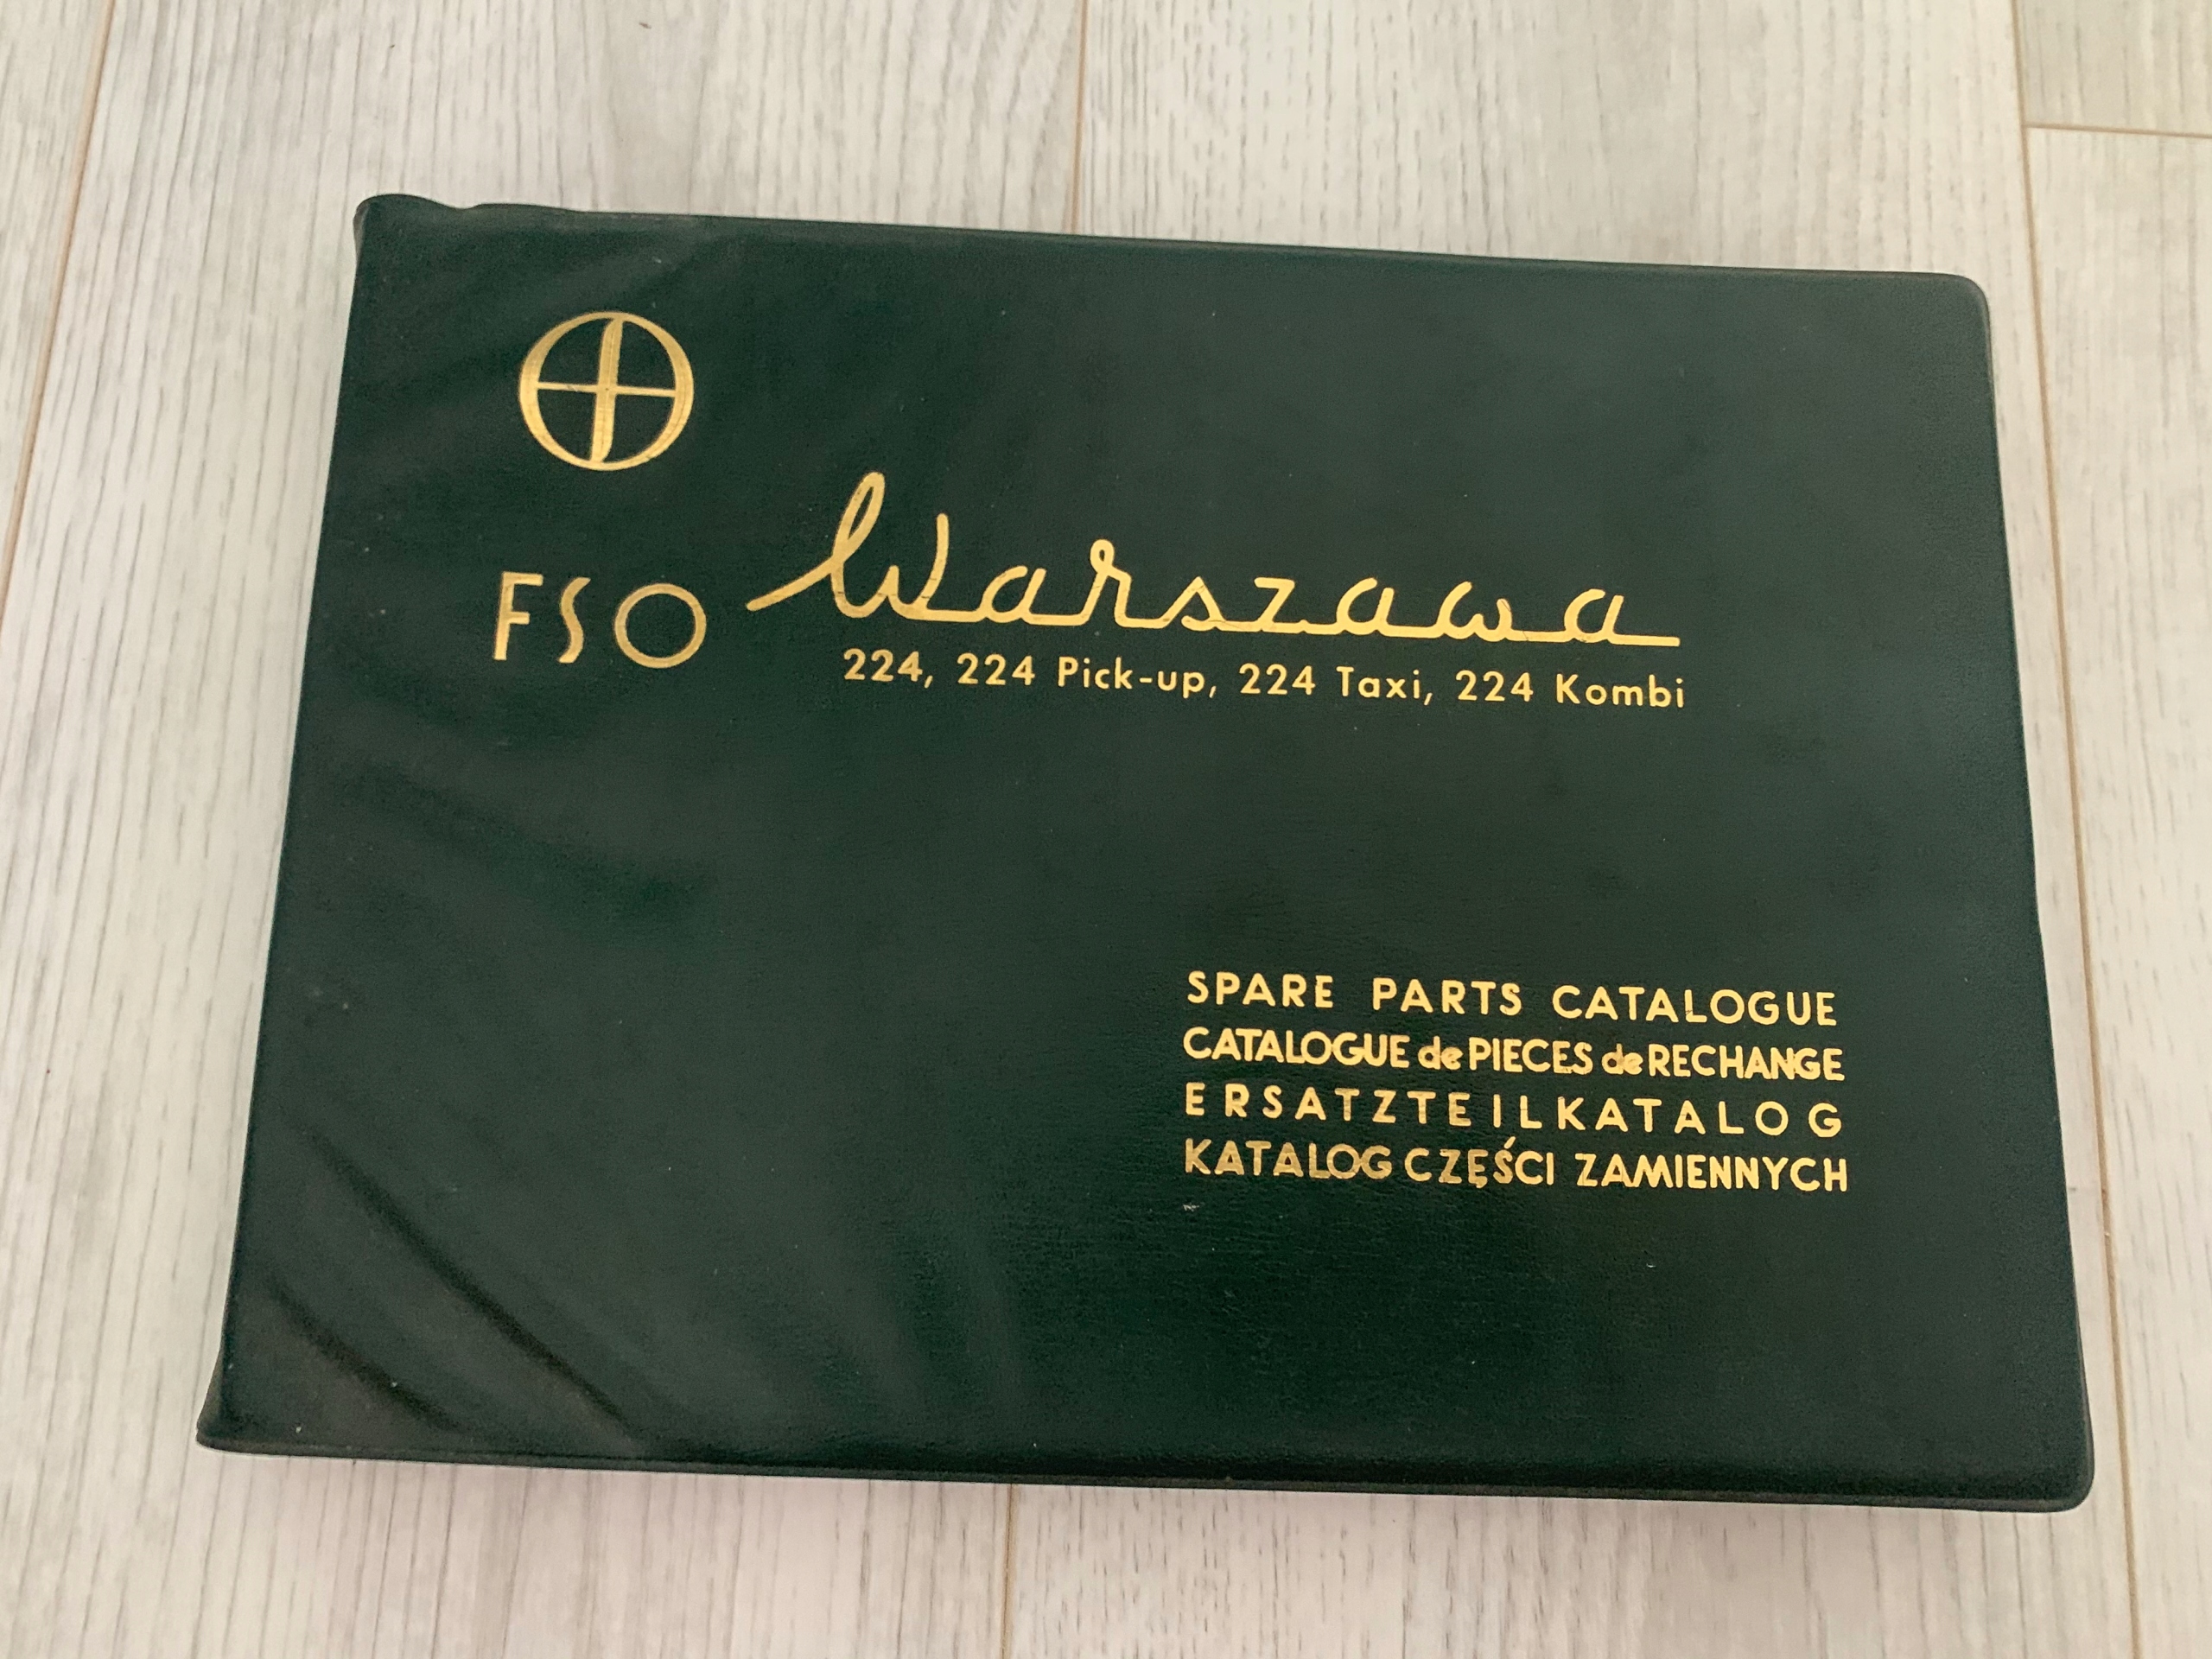 FSO Warszawa
224, 224 Pick-up, 224 Taxi, 224 Kombi
SPARE PARTS CATALOGUE
CATALOGUE de PIECES de RECHANGE
ERSATZTEILKATALOG
KATALOG CZĘŚCI ZAMIENNYCH